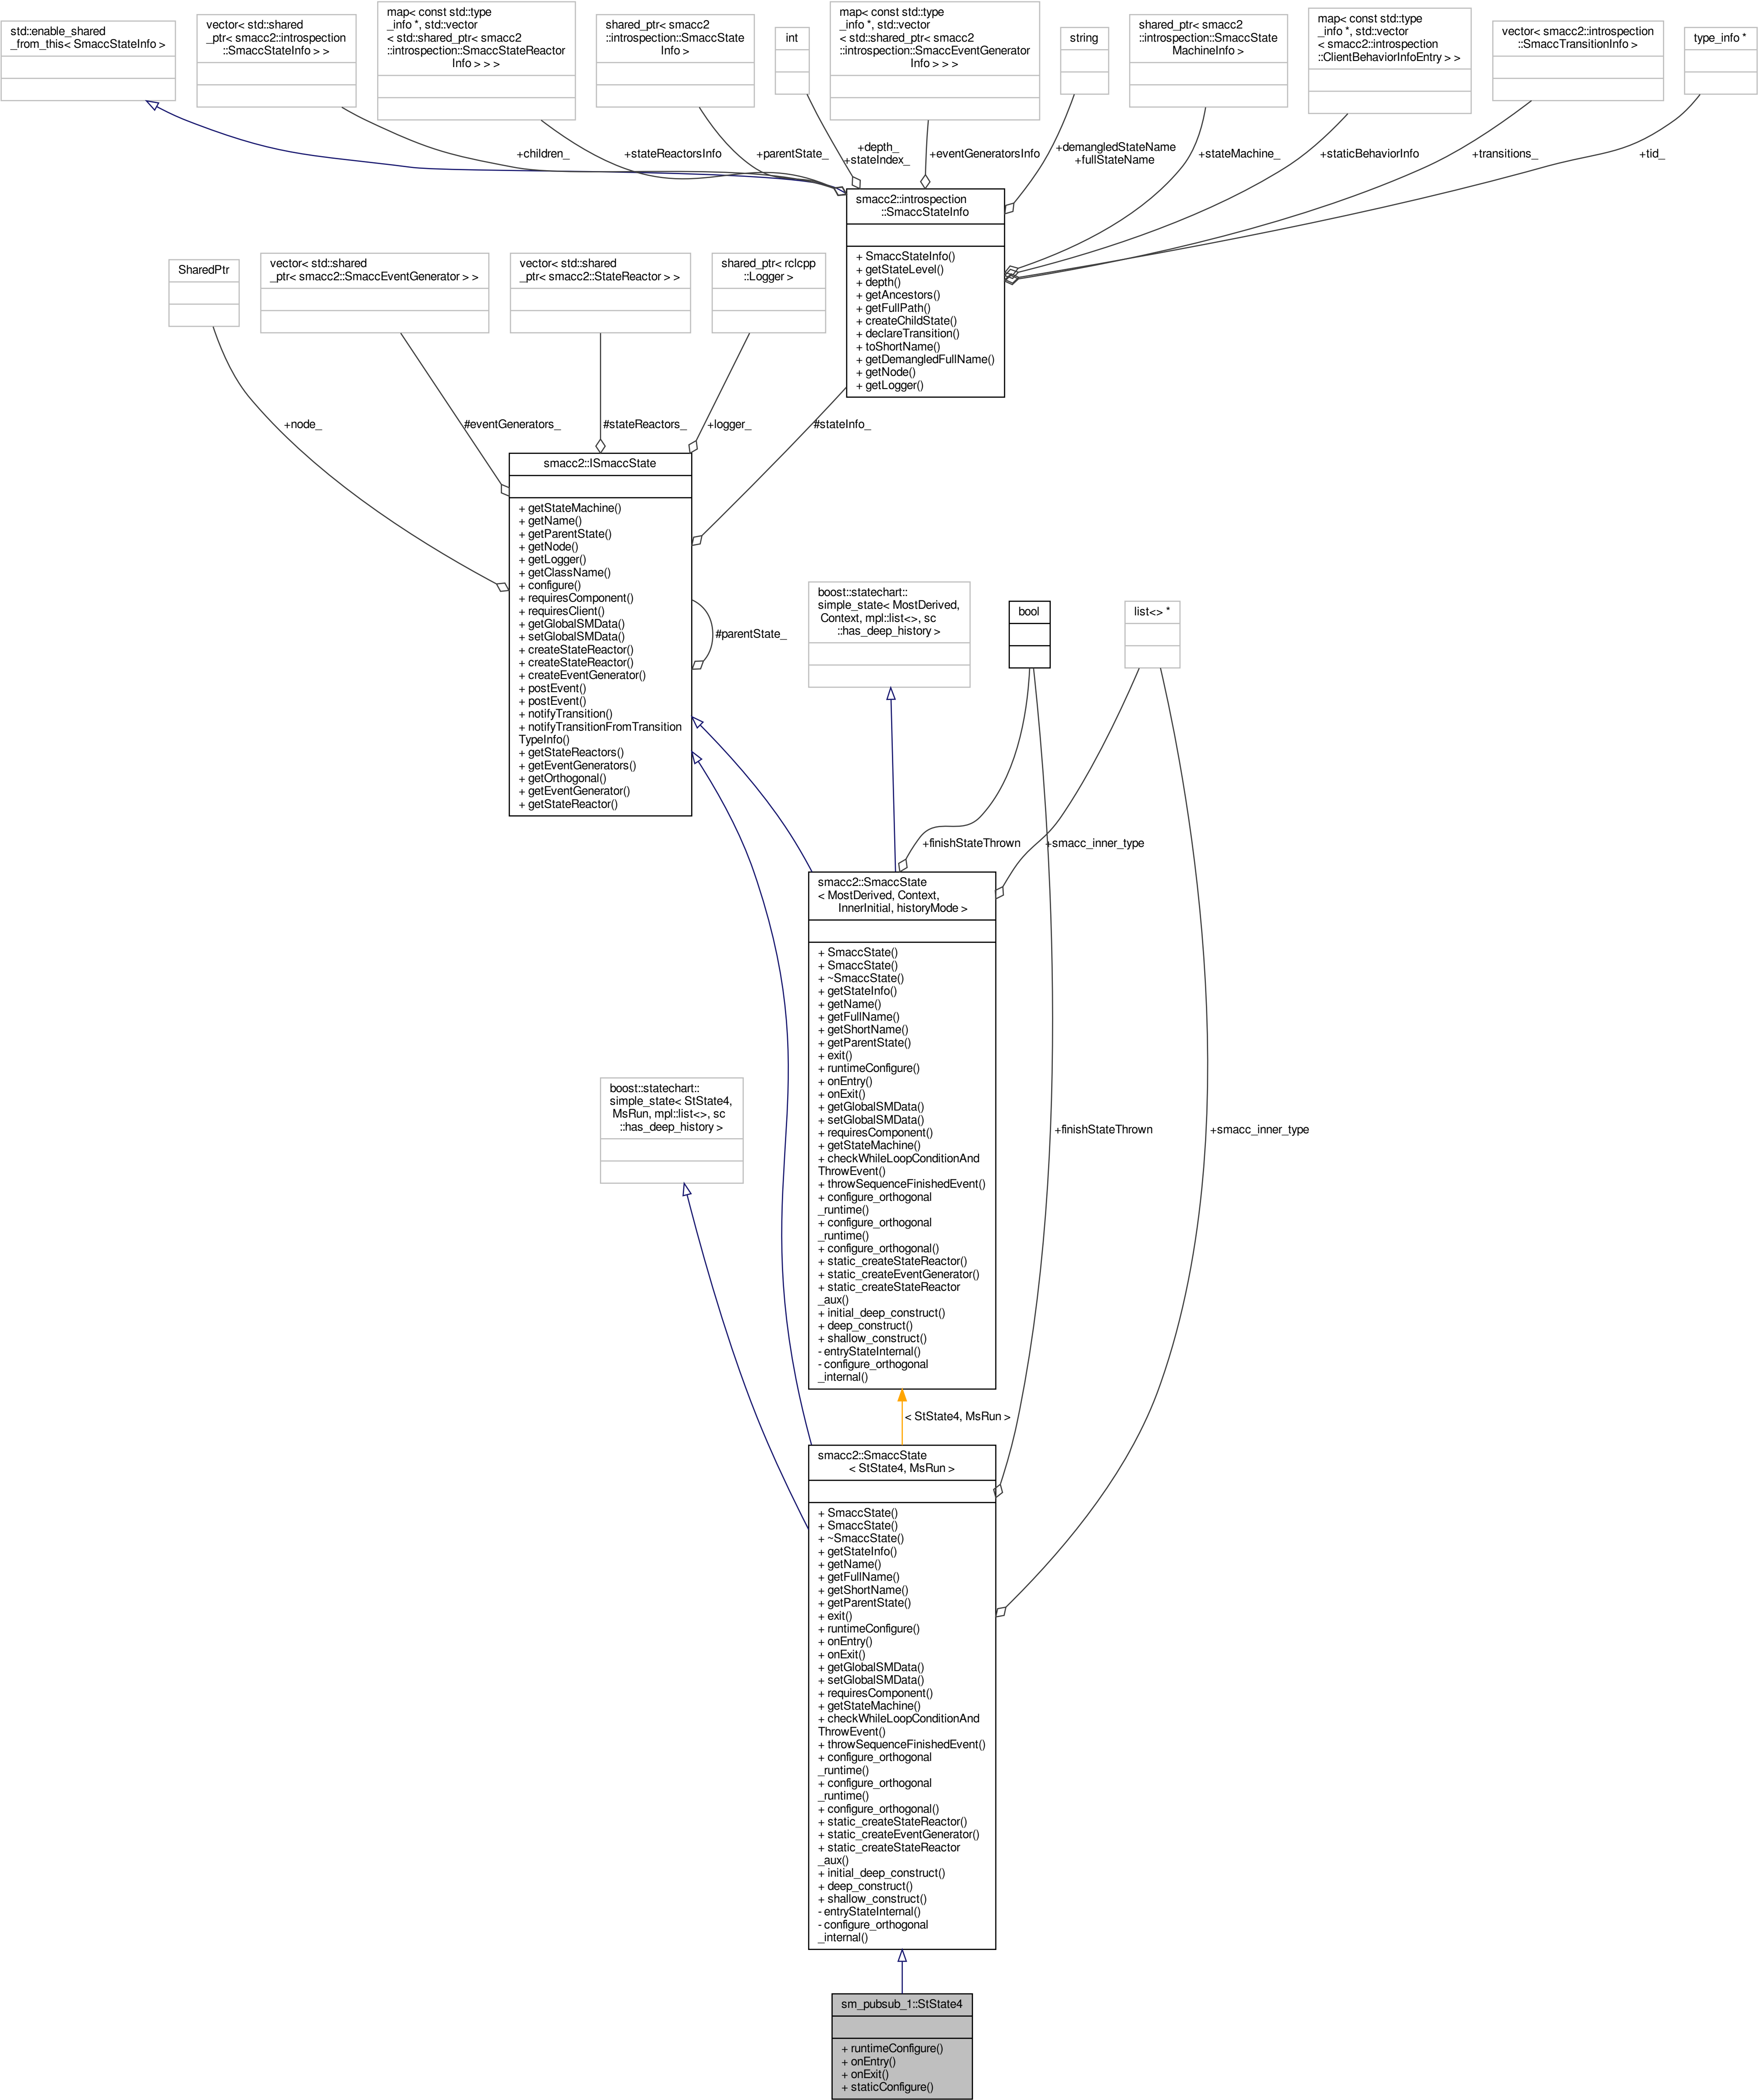 std::enable_shared
_from_this< SmaccStateInfo >
vector< std::shared
_ptr< smacc2::introspection
::SmaccStateInfo > >
map< const std::type
_info *, std::vector
< std::shared_ptr< smacc2
::introspection::SmaccStateReactor
Info > > >
shared_ptr< smacc2
::introspection::SmaccState
Info >
int
map< const std::type
_info *, std::vector
< std::shared_ptr< smacc2
::introspection::SmaccEventGenerator
Info > > >
string
shared_ptr< smacc2
::introspection::SmaccState
MachineInfo >
map< const std::type
_info *, std::vector
< smacc2::introspection
::ClientBehaviorInfoEntry > >
vector< smacc2::introspection
::SmaccTransitionInfo >
type_info *
+children_
+stateReactorsInfo
+parentState_
+depth_
+stateIndex_
+eventGeneratorsInfo
+demangledStateName
+fullStateName
+stateMachine_
+staticBehaviorInfo
+transitions_
+tid_
smacc2::introspection
::SmaccStateInfo
+ SmaccStateInfo()
+ getStateLevel()
+ depth()
+ getAncestors()
+ getFullPath()
+ createChildState()
+ declareTransition()
+ toShortName()
+ getDemangledFullName()
+ getNode()
+ getLogger()
SharedPtr
vector< std::shared
_ptr< smacc2::SmaccEventGenerator > >
vector< std::shared
_ptr< smacc2::StateReactor > >
shared_ptr< rclcpp
::Logger >
+node_
#eventGenerators_
#stateReactors_
+logger_
#stateInfo_
smacc2::ISmaccState
+ getStateMachine()
+ getName()
+ getParentState()
+ getNode()
+ getLogger()
+ getClassName()
+ configure()
+ requiresComponent()
+ requiresClient()
+ getGlobalSMData()
+ setGlobalSMData()
+ createStateReactor()
+ createStateReactor()
+ createEventGenerator()
+ postEvent()
+ postEvent()
+ notifyTransition()
+ notifyTransitionFromTransition
TypeInfo()
+ getStateReactors()
+ getEventGenerators()
+ getOrthogonal()
+ getEventGenerator()
+ getStateReactor()
#parentState_
boost::statechart::
simple_state< MostDerived,
Context, mpl::list<>, sc
::has_deep_history >
bool
list<> *
+finishStateThrown
+smacc_inner_type
smacc2::SmaccState
< MostDerived, Context,
InnerInitial, historyMode >
+ SmaccState()
+ SmaccState()
+ ~SmaccState()
+ getStateInfo()
+ getName()
+ getFullName()
+ getShortName()
+ getParentState()
+ exit()
+ runtimeConfigure()
+ onEntry()
+ onExit()
+ getGlobalSMData()
+ setGlobalSMData()
+ requiresComponent()
+ getStateMachine()
+ checkWhileLoopConditionAnd
ThrowEvent()
+ throwSequenceFinishedEvent()
+ configure_orthogonal
_runtime()
+ configure_orthogonal
_runtime()
+ configure_orthogonal()
+ static_createStateReactor()
+ static_createEventGenerator()
+ static_createStateReactor
_aux()
+ initial_deep_construct()
+ deep_construct()
+ shallow_construct()
- entryStateInternal()
- configure_orthogonal
_internal()
boost::statechart::
simple_state< StState4,
MsRun, mpl::list<>, sc
::has_deep_history >
+finishStateThrown
+smacc_inner_type
< StState4, MsRun >
smacc2::SmaccState
< StState4, MsRun >
+ SmaccState()
+ SmaccState()
+ ~SmaccState()
+ getStateInfo()
+ getName()
+ getFullName()
+ getShortName()
+ getParentState()
+ exit()
+ runtimeConfigure()
+ onEntry()
+ onExit()
+ getGlobalSMData()
+ setGlobalSMData()
+ requiresComponent()
+ getStateMachine()
+ checkWhileLoopConditionAnd
ThrowEvent()
+ throwSequenceFinishedEvent()
+ configure_orthogonal
_runtime()
+ configure_orthogonal
_runtime()
+ configure_orthogonal()
+ static_createStateReactor()
+ static_createEventGenerator()
+ static_createStateReactor
_aux()
+ initial_deep_construct()
+ deep_construct()
+ shallow_construct()
- entryStateInternal()
- configure_orthogonal
_internal()
sm_pubsub_1::StState4
+ runtimeConfigure()
+ onEntry()
+ onExit()
+ staticConfigure()